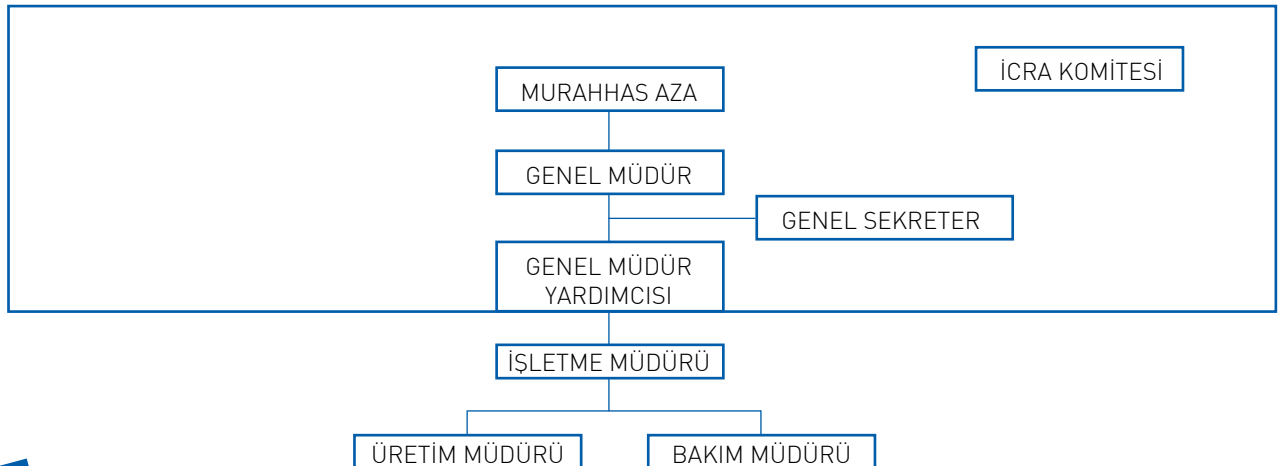 İCRA KOMİTESİ
MURAHHAS AZA
GENEL MÜDÜR
GENEL SEKRETER
GENEL MÜDÜR
YARDIMCISI
İŞLETME MÜDÜRÜ
ÜRETİM MÜDÜRÜ
BAKIM MÜDÜRÜ